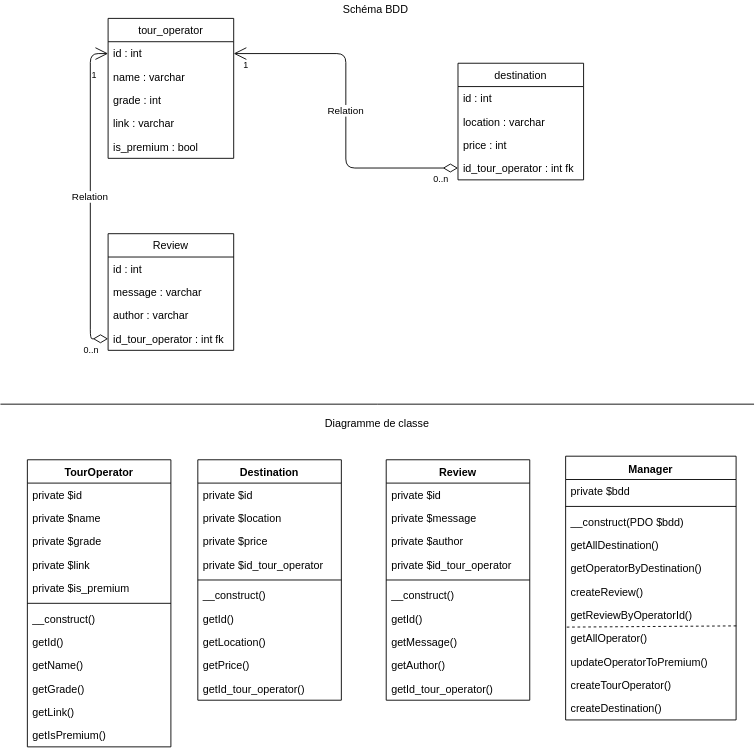 Schéma BDD
tour_operator
id : int
name : varchar
grade : int
link : varchar
is_premium : bool
1
1
Relation
destination
id : int
location : varchar
price : int
id_tour_operator : int fk
0..n
Relation
Review
id : int
message : varchar
author : varchar
id_tour_operator : int fk
0..n
Diagramme de classe
TourOperator
private $id
private $name
private $grade
private $link
private $is_premium
__construct()
getId()
getName()
getGrade()
getLink()
getIsPremium()
Destination
private $id
private $location
private $price
private $id_tour_operator
__construct()
getId()
getLocation()
getPrice()
getId_tour_operator()
Review
private $id
private $message
private $author
private $id_tour_operator
__construct()
getId()
getMessage()
getAuthor()
getId_tour_operator()
Manager
private $bdd
__construct(PDO $bdd)
getAllDestination()
getOperatorByDestination()
createReview()
getReviewByOperatorId()
getAllOperator()
updateOperatorToPremium()
createTourOperator()
createDestination()